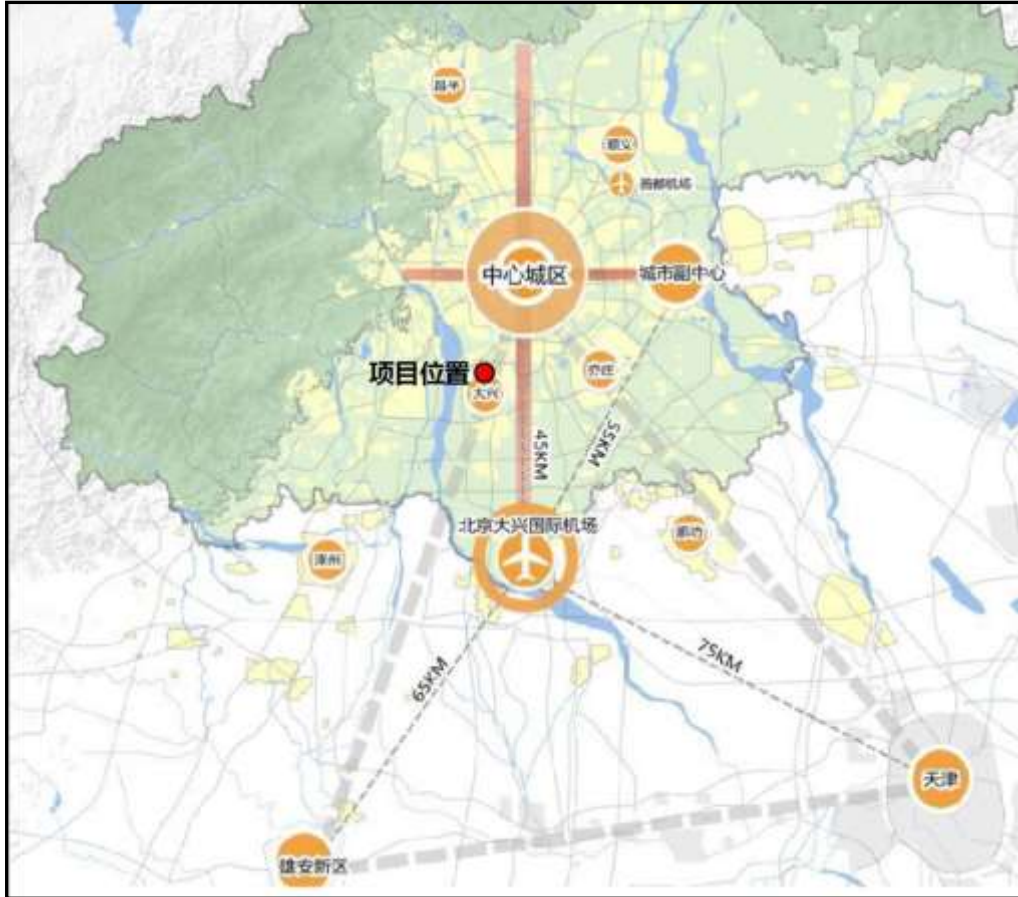 昌平
顺义
首都机场
中心城区
城市副中心
项目位置
大兴
亦庄
45KM
55KM
北京大兴国际机场
涿州
廊坊
65KM
75KM
天津
雄安新区